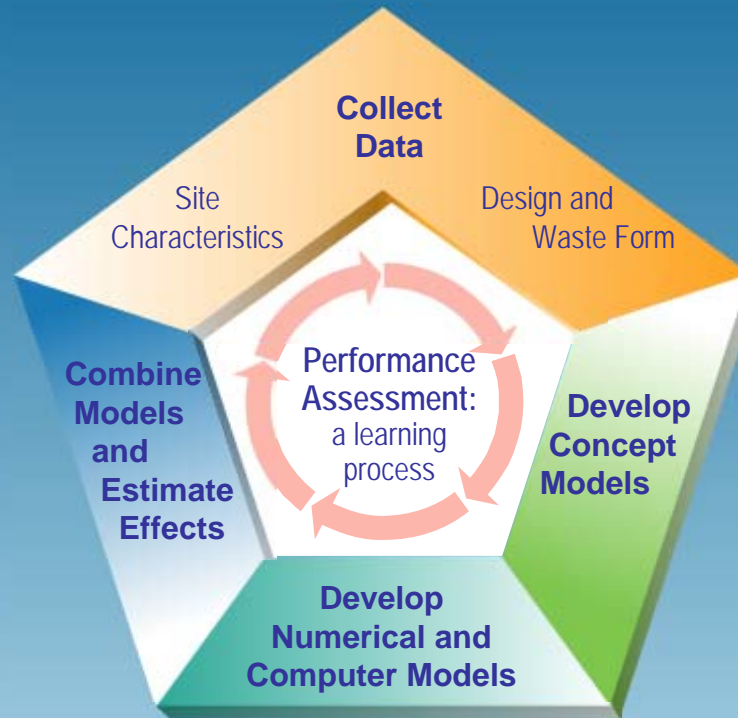 Collect
Data
Site
Characteristics
Design and
Waste Form
Performance
Assessment:
a learning
process
Develop
Concept
Models
Develop
Numerical and
Computer Models
Combine
Models
and
Estimate
Effects